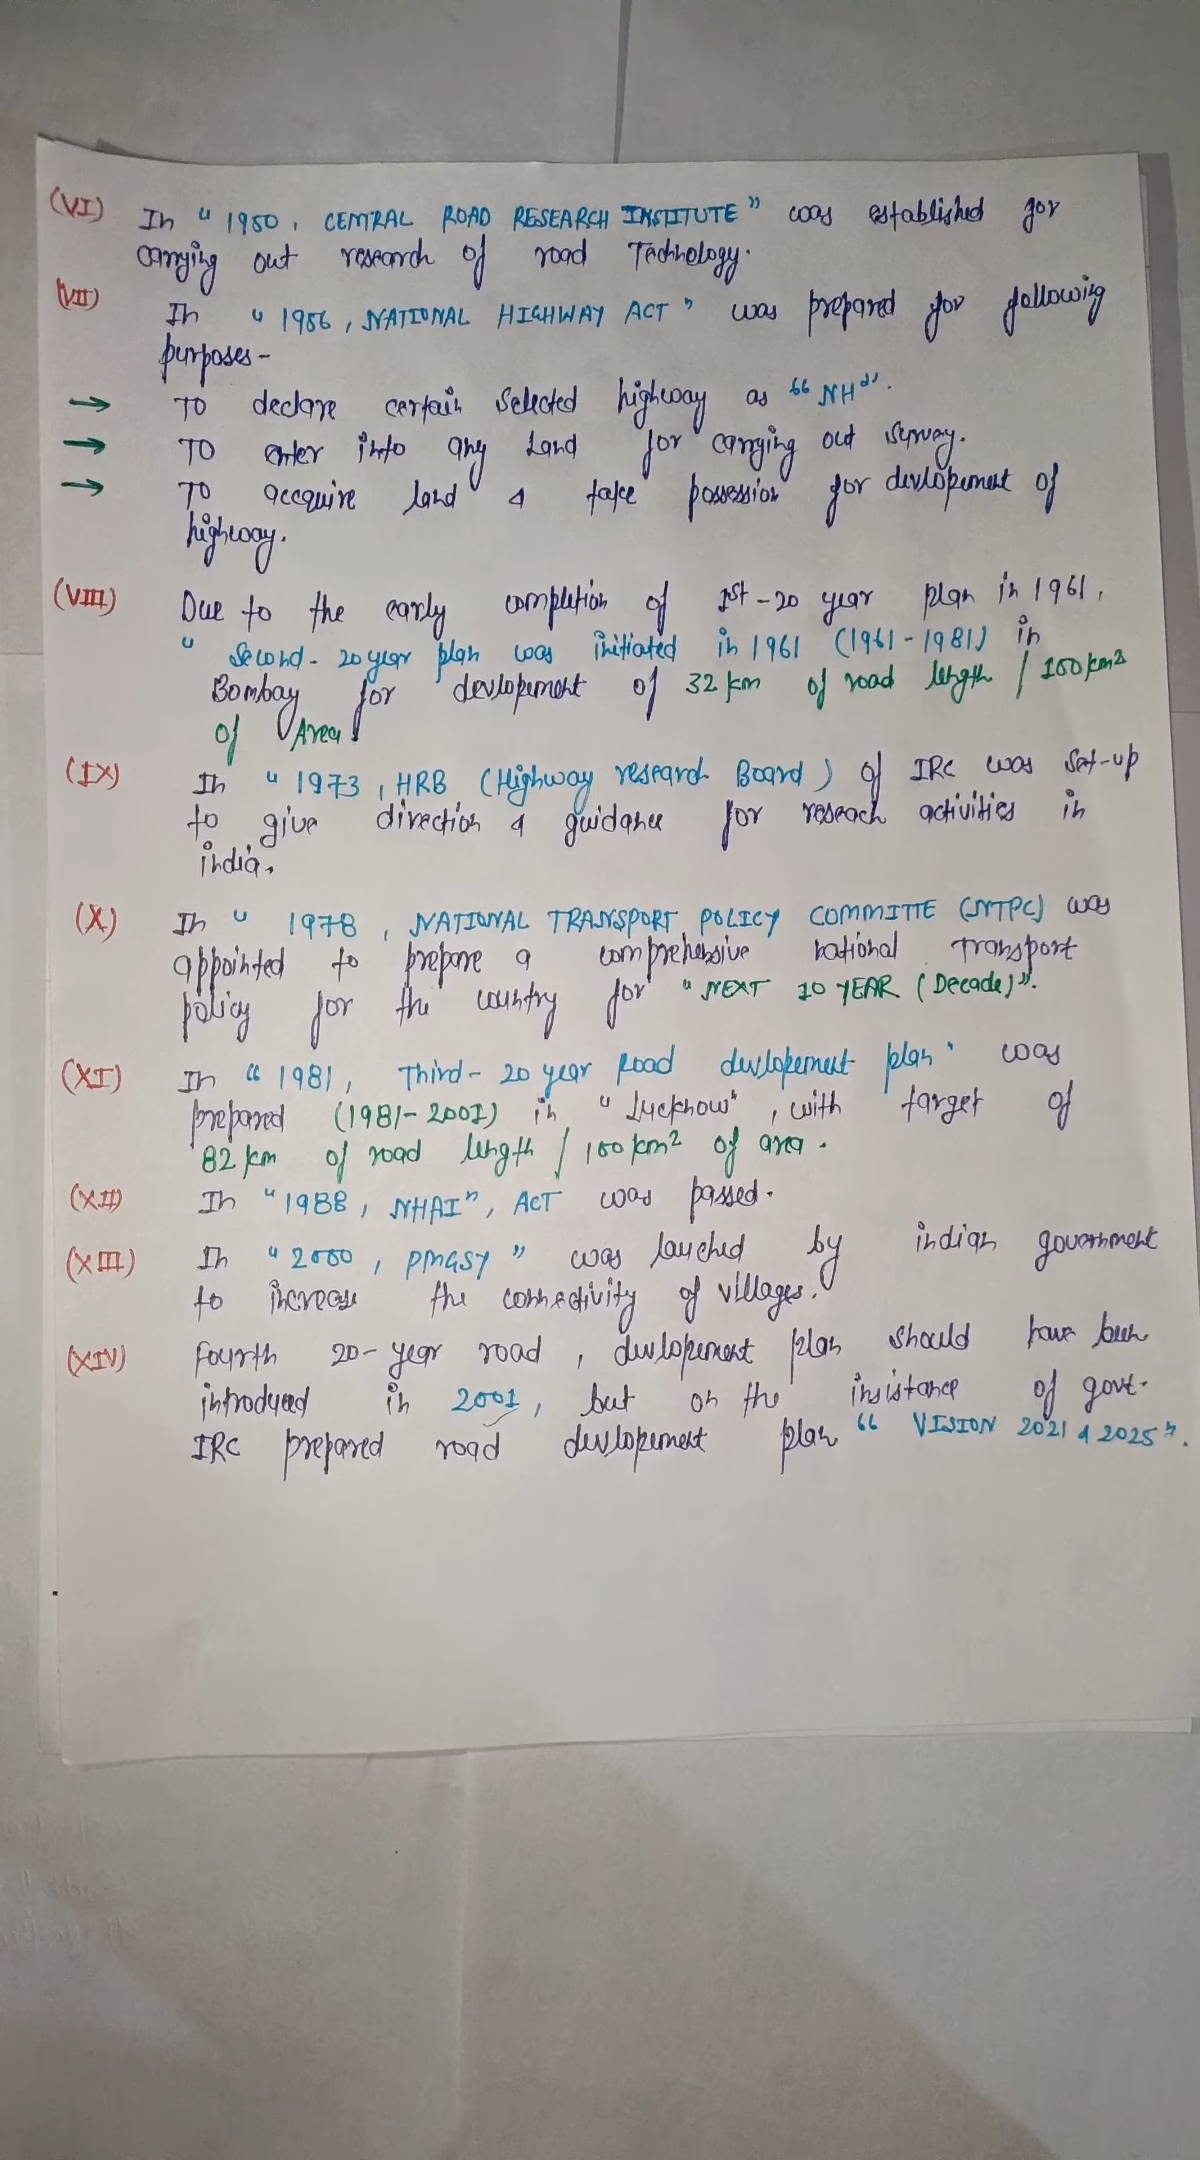 (VI) In "1950, CENTRAL ROAD RESEARCH INSTITUTE" was established for
carrying out research of road Technology.
(VII) In "1956, NATIONAL HIGHWAY ACT" was prepared for following
purposes-
→ To declare certain selected highway as "NH".
→ To enter into any Land for carrying out survay.
→ To accquire land & take possession for devlopement of
highway.
(VIII) Due to the early completion of 1st-20 year plan in 1961,
"Second-20 year plan was initiated in 1961 (1961-1981) in
Bombay for devlopement of 32 km of road length / 100 km²
of Area.
(IX) In "1973, HRB (Highway research Board) of IRC was set-up
to give direction & guidance for reseach activities in
india.
(X) In "1978, NATIONAL TRANSPORT POLICY COMMITTE (NTPC) was
appointed to prepare a comprehensive national Transport
policy for the country for "NEXT 10 YEAR (Decade)".
(XI) In "1981, Third-20 year Road devlopement plan" was
prepared (1981-2001) in "Lucknow", with target of
82 km of road length / 100 km² of area.
(XII) In "1988, NHAI", ACT was passed.
(XIII) In "2000, PMGSY" was lauched by indian government
to increase the connectivity of villages.
(XIV) Fourth 20-year road, devlopement plan should have been
introduced in 2001, but on the insistance of govt.
IRC prepared road devlopement plan "VISION 2021 & 2025".